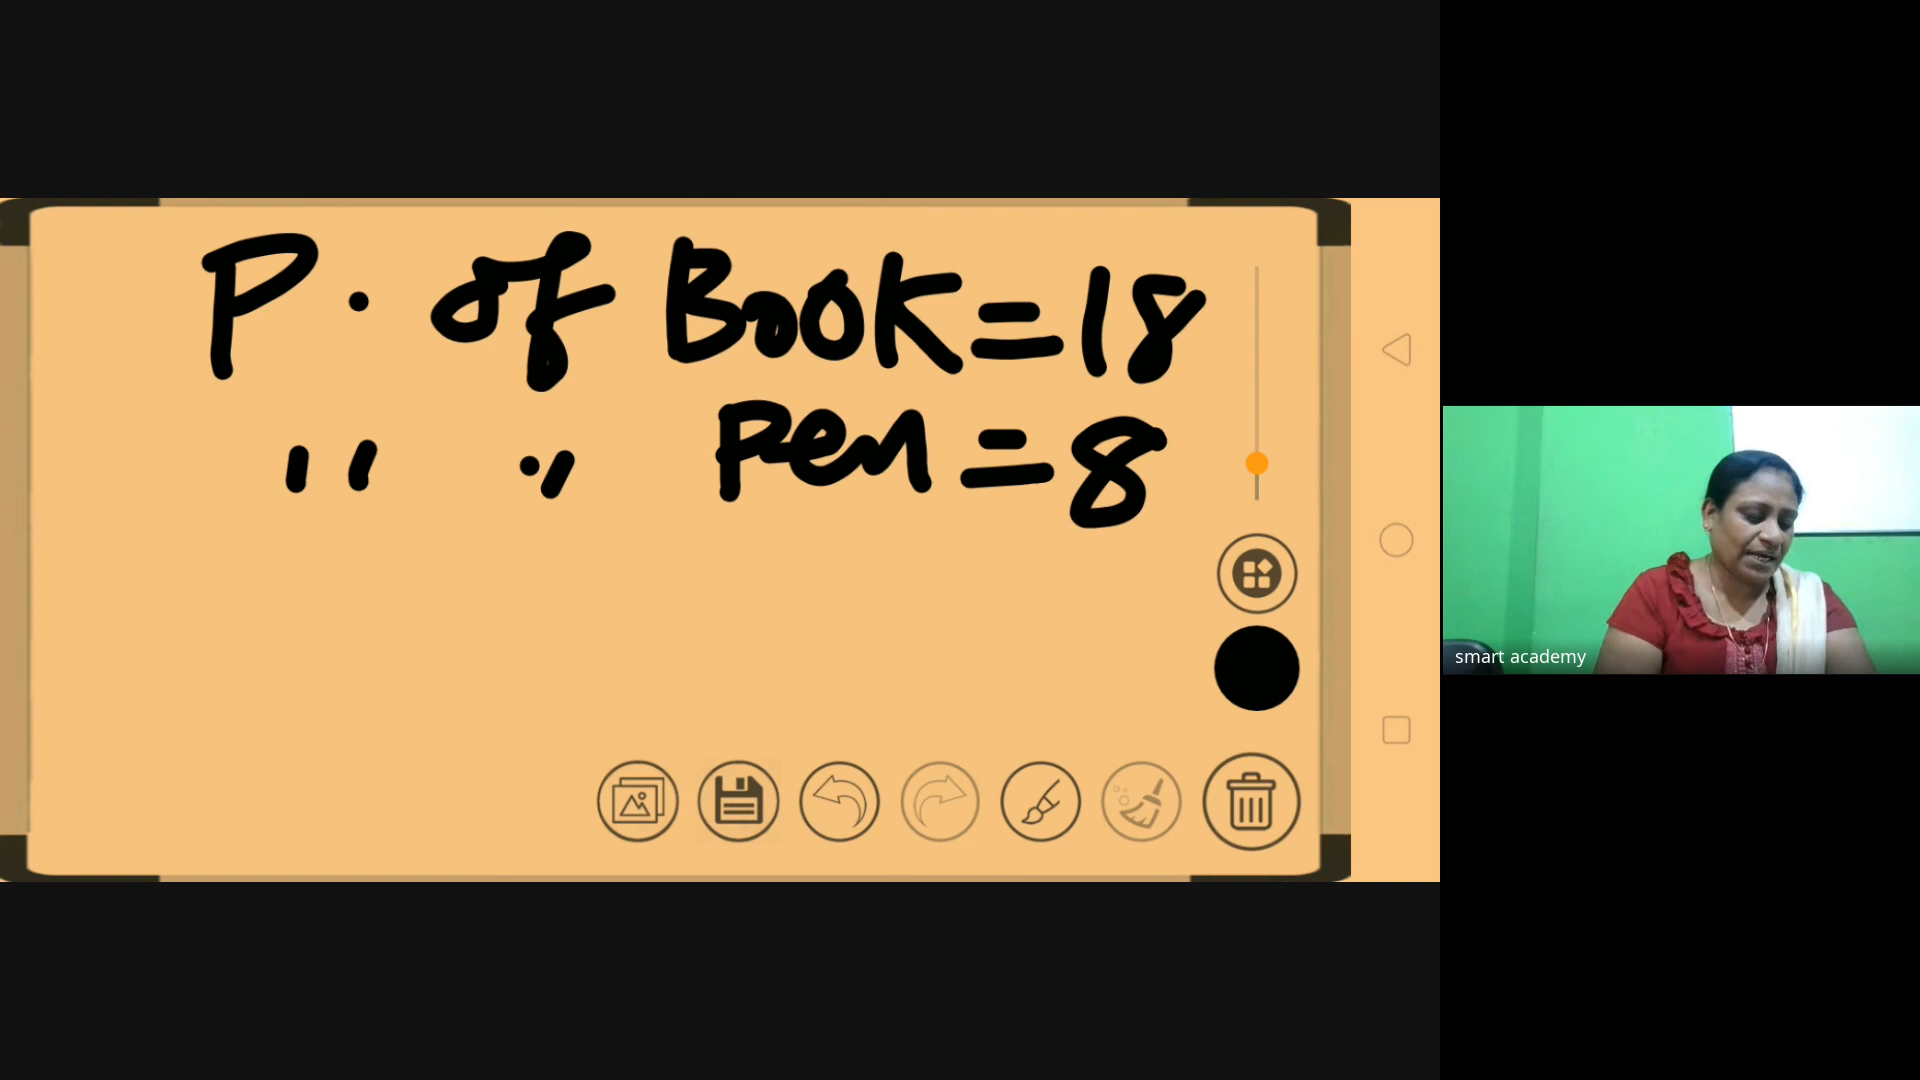 P. of Book = 18
" " Pen = 8
smart academy